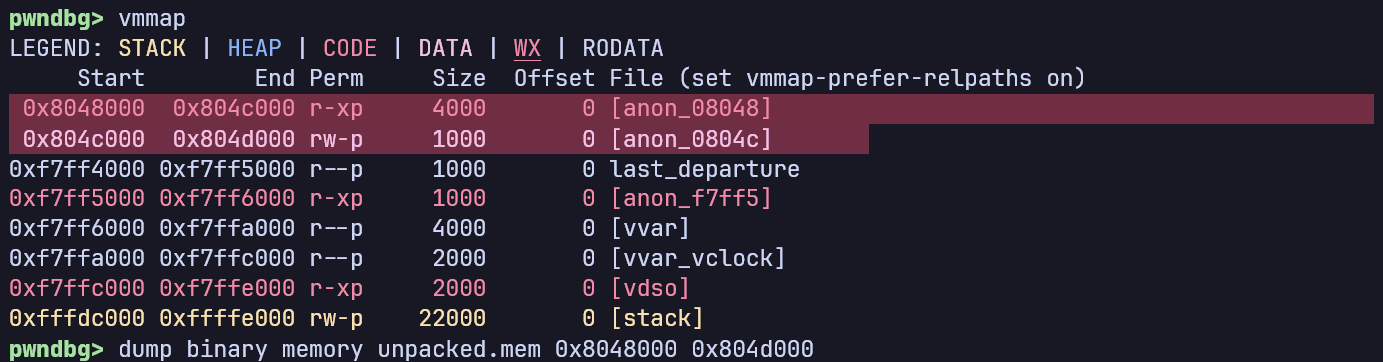 pwndbg> vmmap
LEGEND: STACK | HEAP | CODE | DATA | WX | RODATA
     Start        End Perm     Size  Offset File (set vmmap-prefer-relpaths on)
 0x8048000  0x804c000 r-xp     4000       0 [anon_08048]
 0x804c000  0x804d000 rw-p     1000       0 [anon_0804c]
0xf7ff4000 0xf7ff5000 r--p     1000       0 last_departure
0xf7ff5000 0xf7ff6000 r-xp     1000       0 [anon_f7ff5]
0xf7ff6000 0xf7ffa000 r--p     4000       0 [vvar]
0xf7ffa000 0xf7ffc000 r--p     2000       0 [vvar_vclock]
0xf7ffc000 0xf7ffe000 r-xp     2000       0 [vdso]
0xfffdc000 0xffffe000 rw-p    22000       0 [stack]
pwndbg> dump binary memory unpacked.mem 0x8048000 0x804d000